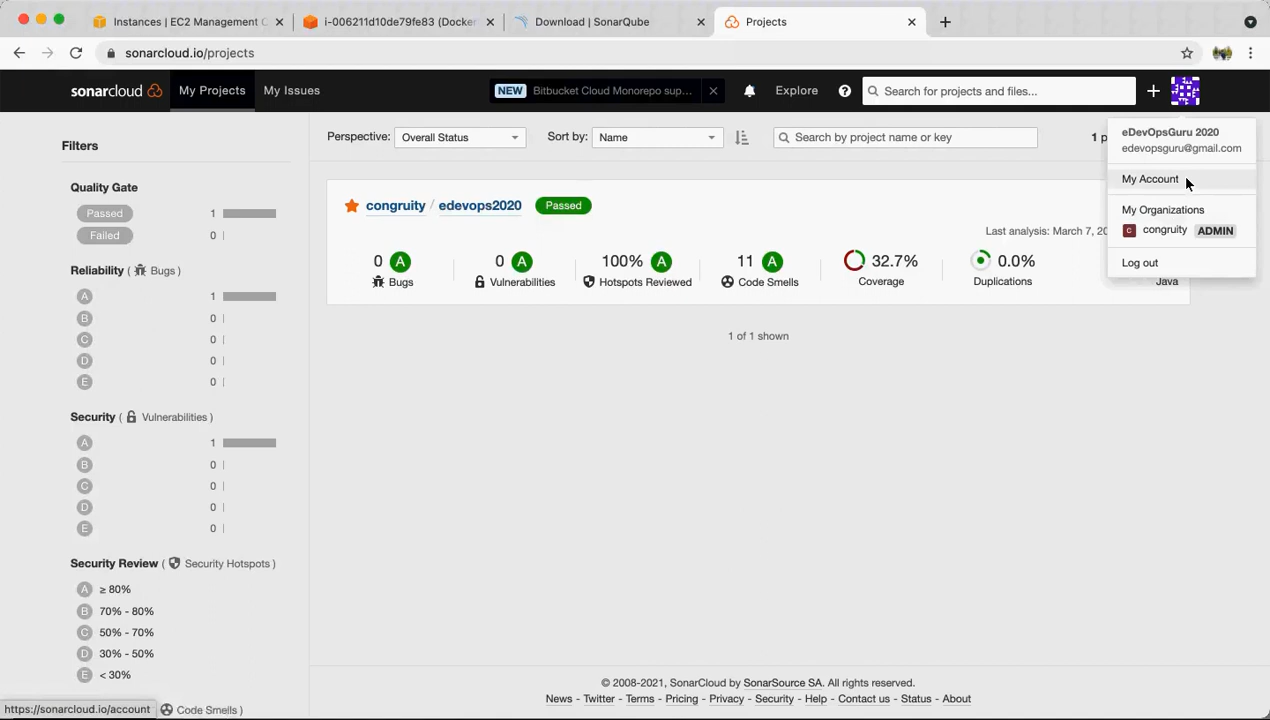 Instances | EC2 Management C
i-006211d10de79fe83 (Docker
Download | SonarQube
Projects
sonarcloud.io/projects
sonarcloud My Projects My Issues
NEW Bitbucket Cloud Monorepo sup...
Explore
Search for projects and files...
eDevOpsGuru 2020
edevopsguru@gmail.com
My Account
My Organizations
c congruity ADMIN
Log out
Filters
Quality Gate
Passed 1
Failed 0
Reliability ( Bugs )
A 1
B 0
C 0
D 0
E 0
Security ( Vulnerabilities )
A 1
B 0
C 0
D 0
E 0
Security Review ( Security Hotspots )
A ≥ 80%
B 70% - 80%
C 50% - 70%
D 30% - 50%
E < 30%
Code Smells )
https://sonarcloud.io/account
Perspective: Overall Status
Sort by: Name
Search by project name or key
1 p
congruity / edevops2020 Passed
Last analysis: March 7, 20
0 A
Bugs
0 A
Vulnerabilities
100% A
Hotspots Reviewed
11 A
Code Smells
32.7%
Coverage
0.0%
Duplications
Java
1 of 1 shown
© 2008-2021, SonarCloud by SonarSource SA. All rights reserved.
News - Twitter - Terms - Pricing - Privacy - Security - Help - Contact us - Status - About